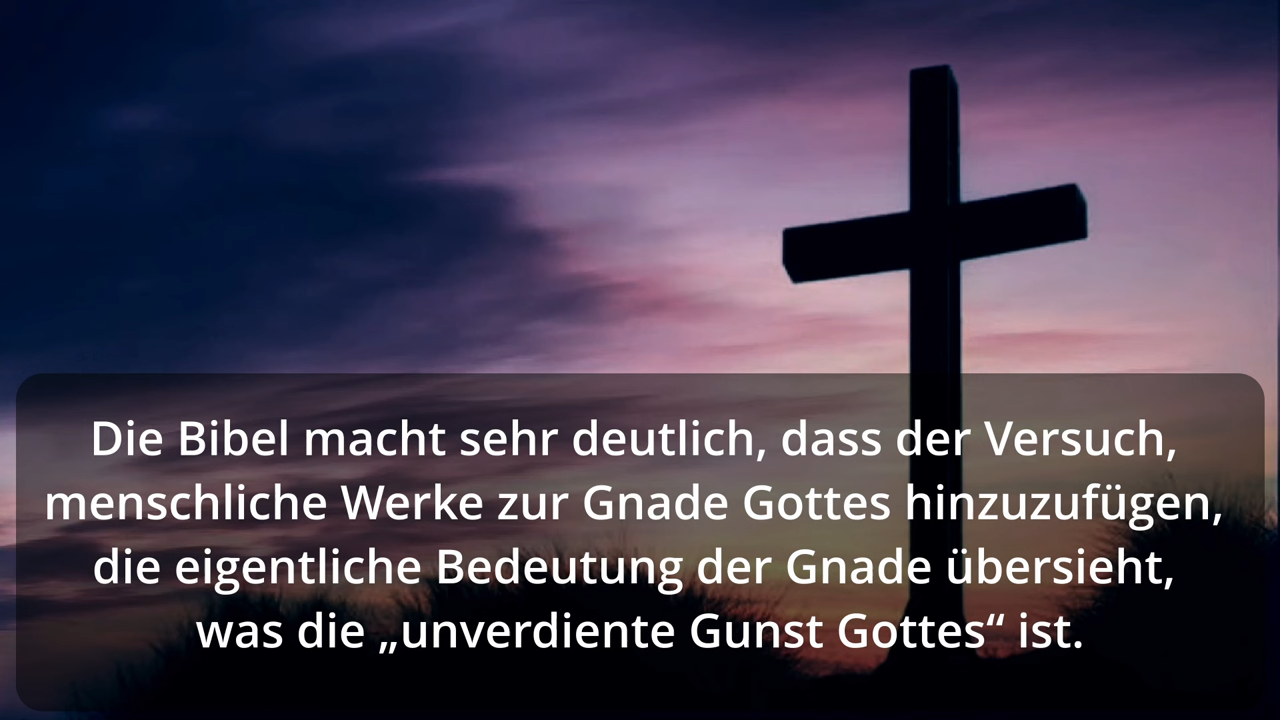 Die Bibel macht sehr deutlich, dass der Versuch,
menschliche Werke zur Gnade Gottes hinzuzufügen,
die eigentliche Bedeutung der Gnade übersieht,
was die „unverdiente Gunst Gottes“ ist.